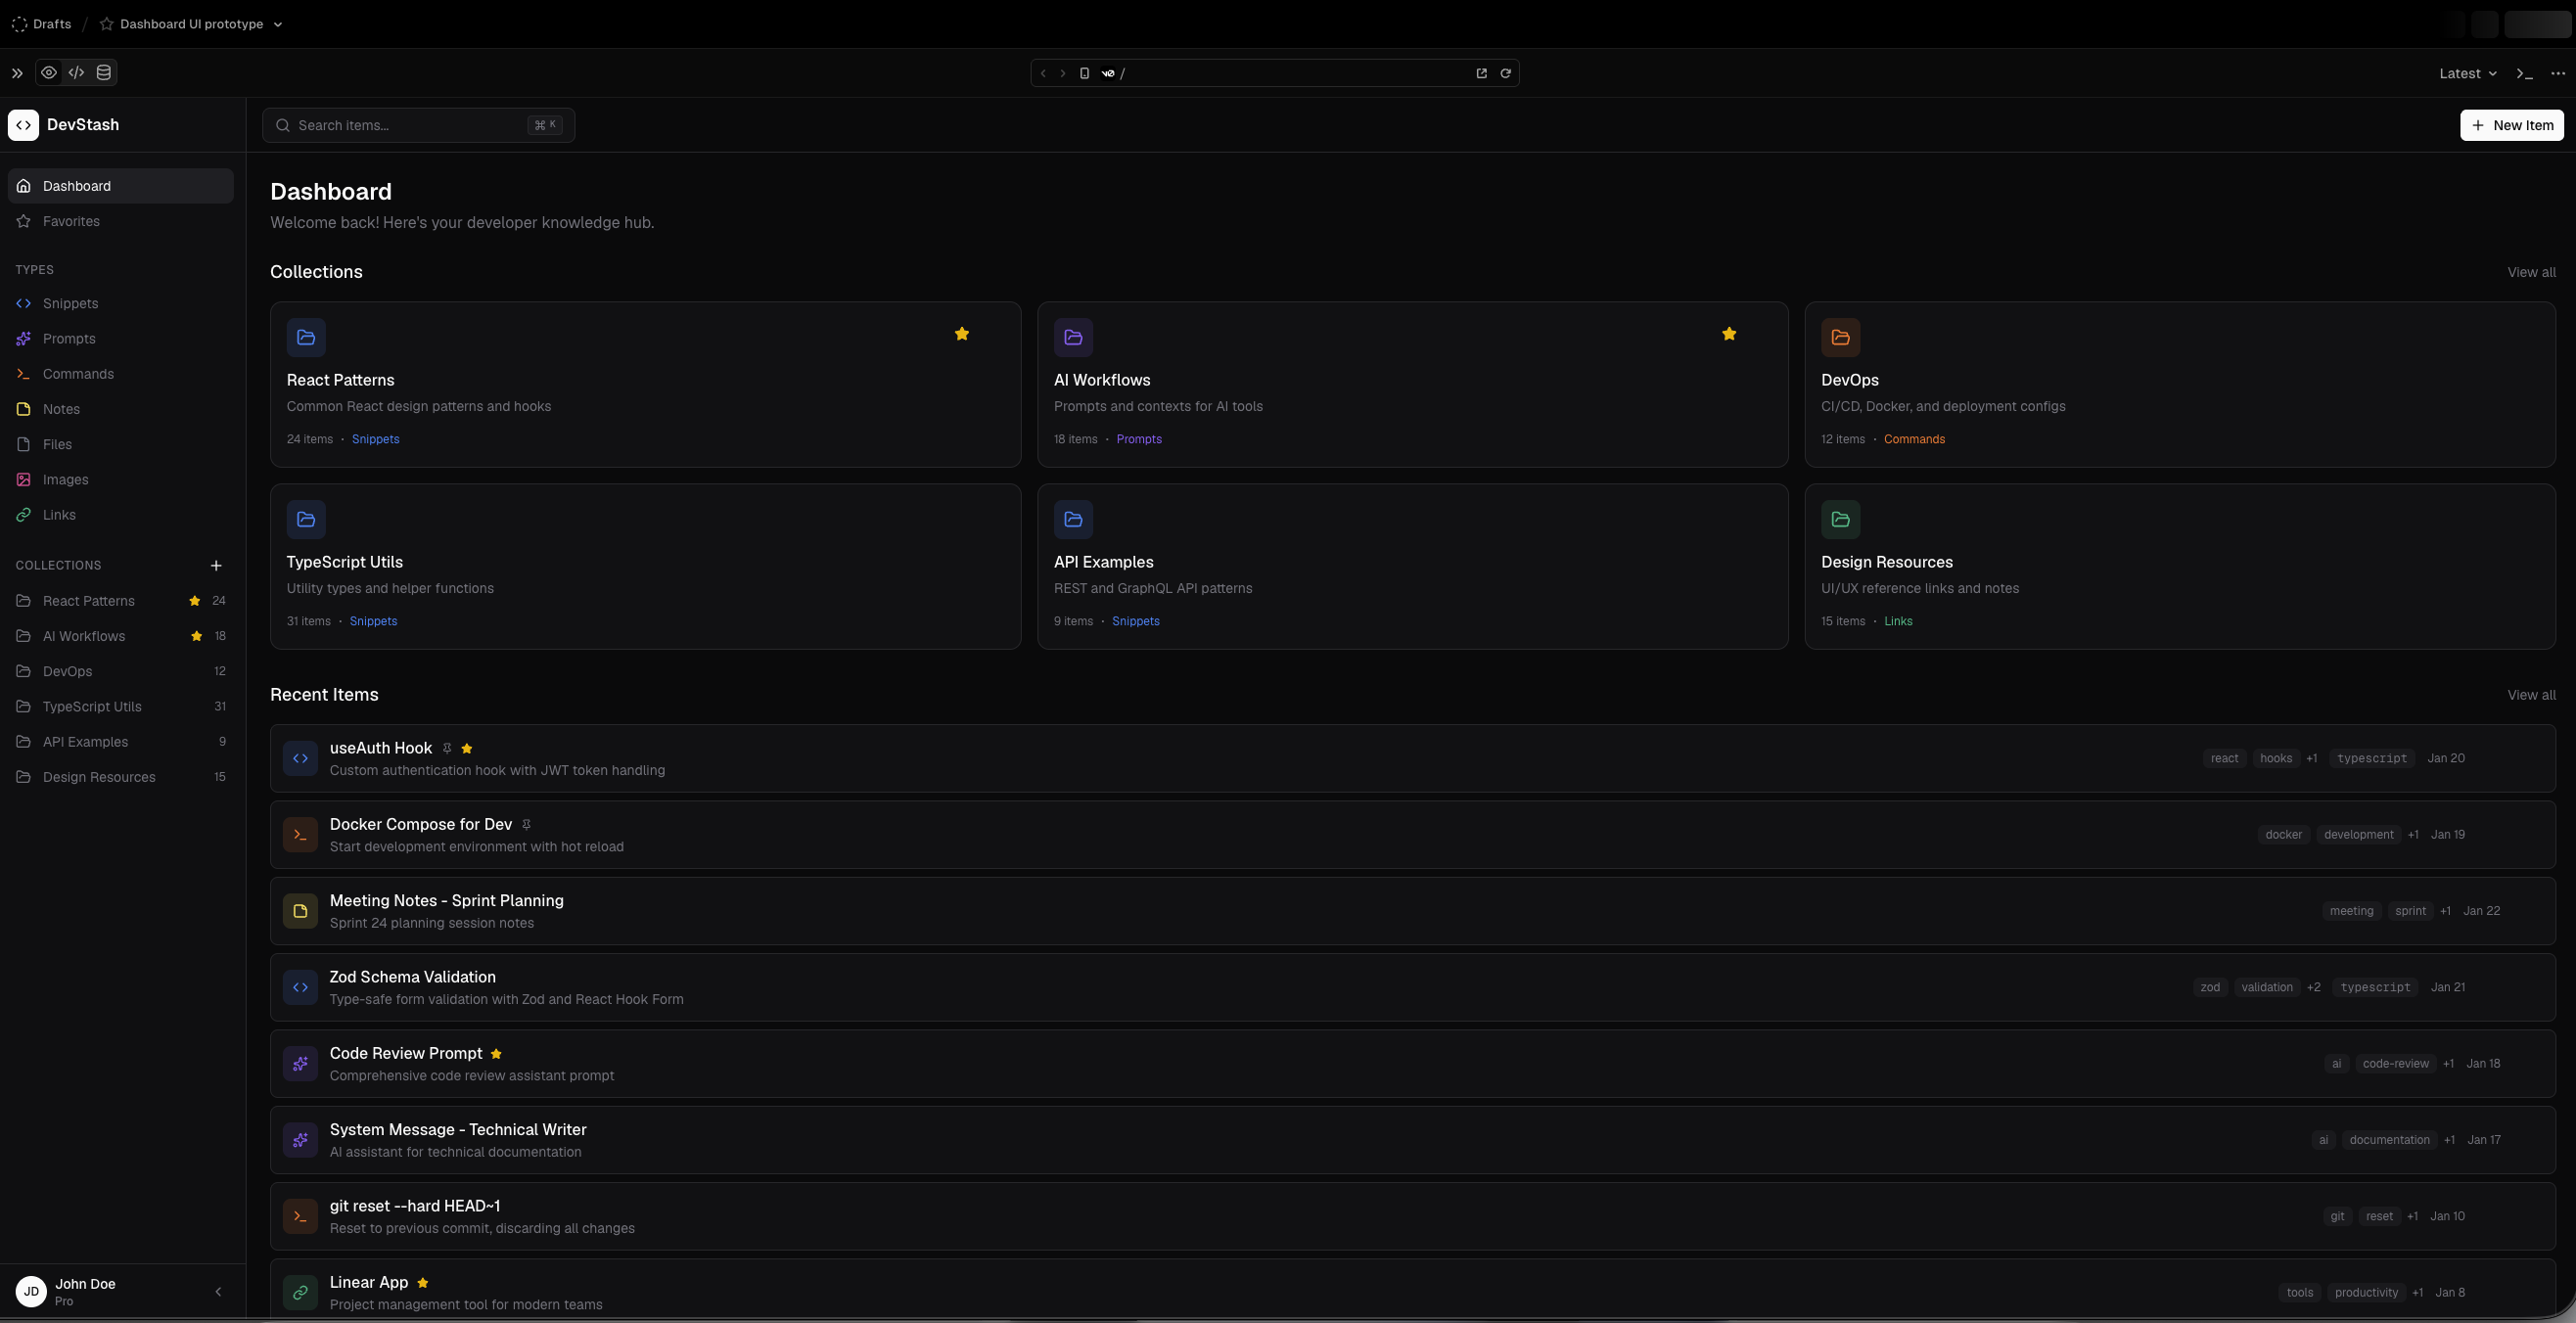 Drafts / Dashboard UI prototype
v0 /
Latest
DevStash
Search items... ⌘ K
New Item
Dashboard
Favorites
TYPES
Snippets
Prompts
Commands
Notes
Files
Images
Links
COLLECTIONS
React Patterns 24
AI Workflows 18
DevOps 12
TypeScript Utils 31
API Examples 9
Design Resources 15
John Doe
JD
Pro
Dashboard
Welcome back! Here's your developer knowledge hub.
Collections View all
React Patterns
Common React design patterns and hooks
24 items · Snippets
AI Workflows
Prompts and contexts for AI tools
18 items · Prompts
DevOps
CI/CD, Docker, and deployment configs
12 items · Commands
TypeScript Utils
Utility types and helper functions
31 items · Snippets
API Examples
REST and GraphQL API patterns
9 items · Snippets
Design Resources
UI/UX reference links and notes
15 items · Links
Recent Items View all
useAuth Hook
Custom authentication hook with JWT token handling
react hooks +1 typescript Jan 20
Docker Compose for Dev
Start development environment with hot reload
docker development +1 Jan 19
Meeting Notes - Sprint Planning
Sprint 24 planning session notes
meeting sprint +1 Jan 22
Zod Schema Validation
Type-safe form validation with Zod and React Hook Form
zod validation +2 typescript Jan 21
Code Review Prompt
Comprehensive code review assistant prompt
ai code-review +1 Jan 18
System Message - Technical Writer
AI assistant for technical documentation
ai documentation +1 Jan 17
git reset --hard HEAD~1
Reset to previous commit, discarding all changes
git reset +1 Jan 10
Linear App
Project management tool for modern teams
tools productivity +1 Jan 8